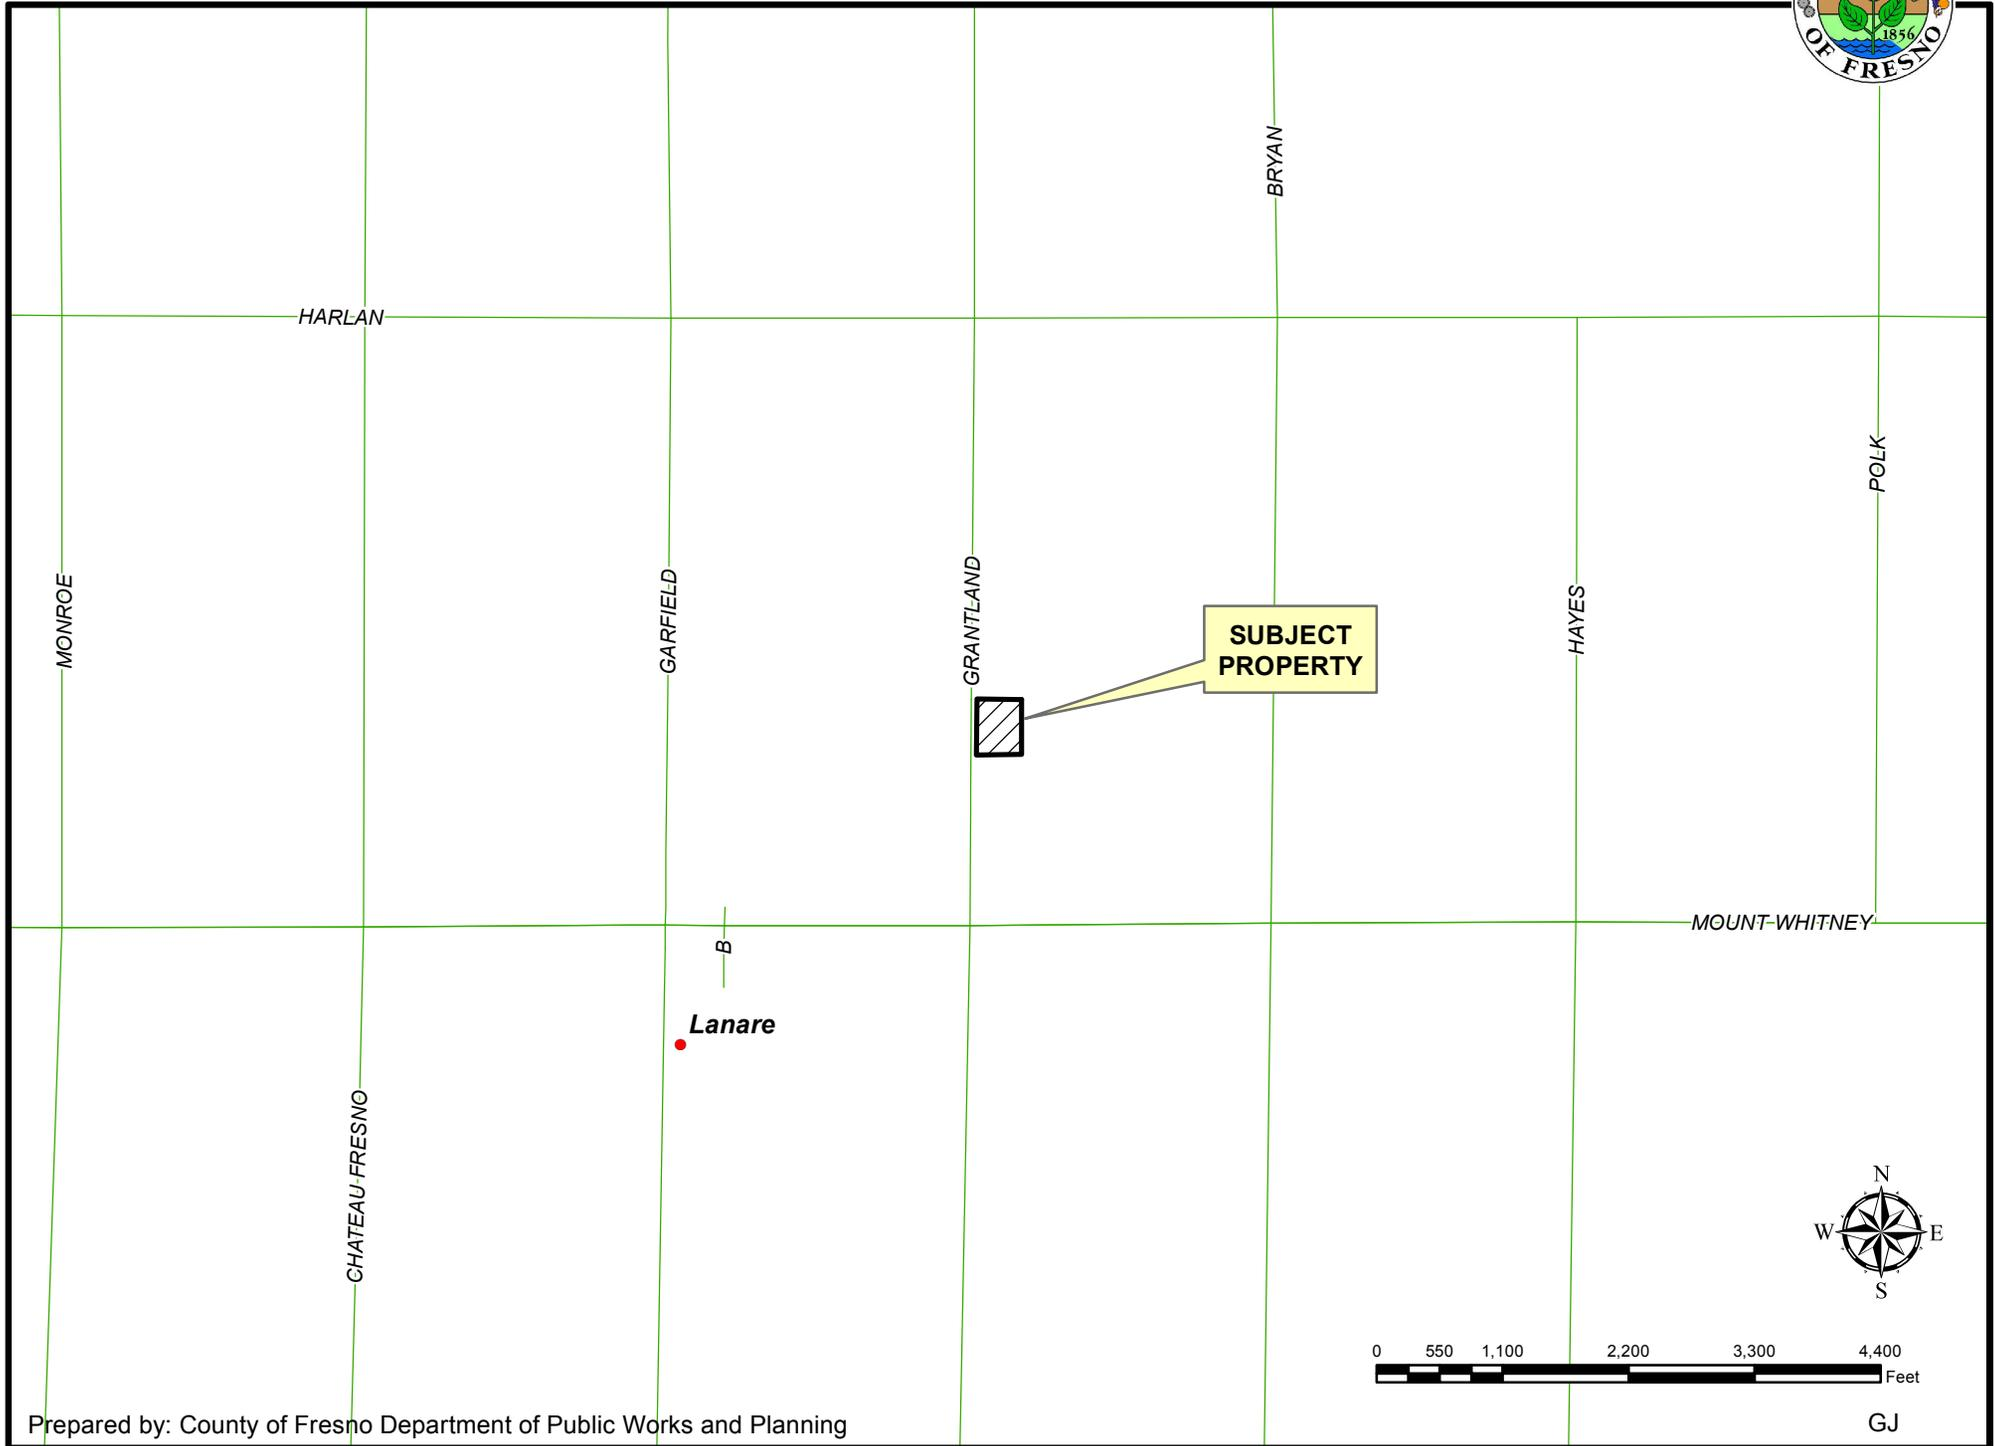 1856
OF FRESNO
BRYAN
HARLAN
POLK
MONROE
GARFIELD
GRANTLAND
HAYES
SUBJECT
PROPERTY
MOUNT WHITNEY
B
Lanare
CHATEAU FRESNO
N
W E
S
0 550 1,100 2,200 3,300 4,400
Feet
Prepared by: County of Fresno Department of Public Works and Planning
GJ